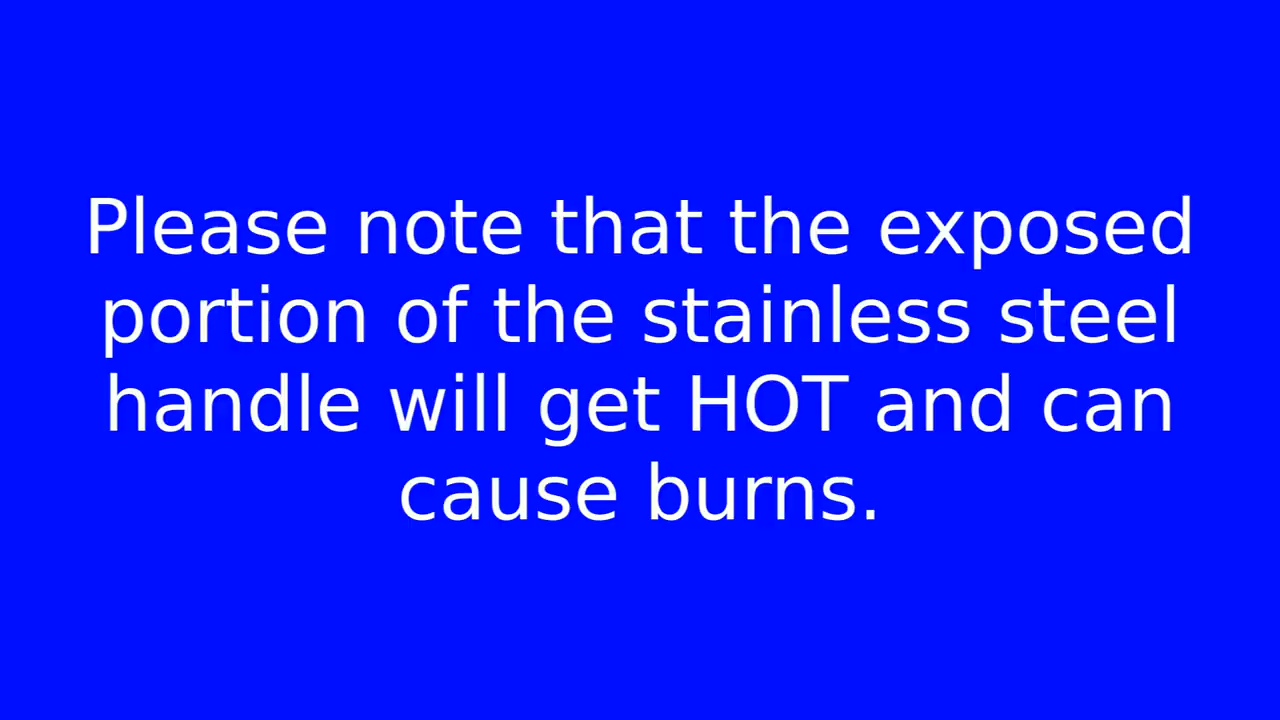 Please note that the exposed
portion of the stainless steel
handle will get HOT and can
cause burns.